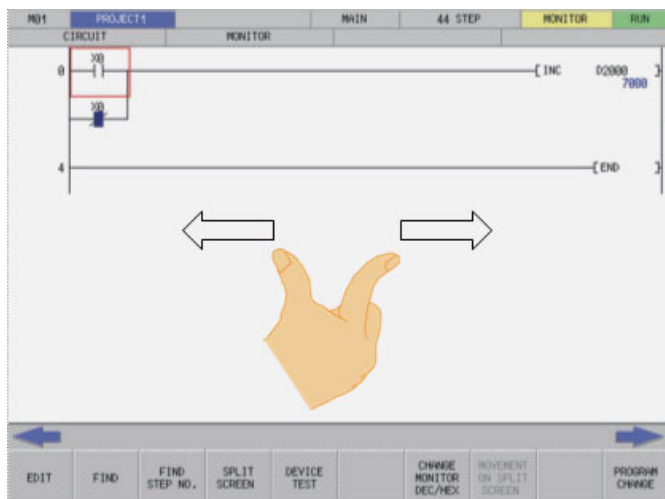 M01 PROJECT1 MAIN 44 STEP MONITOR RUN
CIRCUIT MONITOR
X0
0 INC D2000
7000
X0
4 END
EDIT FIND FIND STEP NO. SPLIT SCREEN DEVICE TEST CHANGE MONITOR DEC/HEX MOVEMENT ON SPLIT SCREEN PROGRAM CHANGE